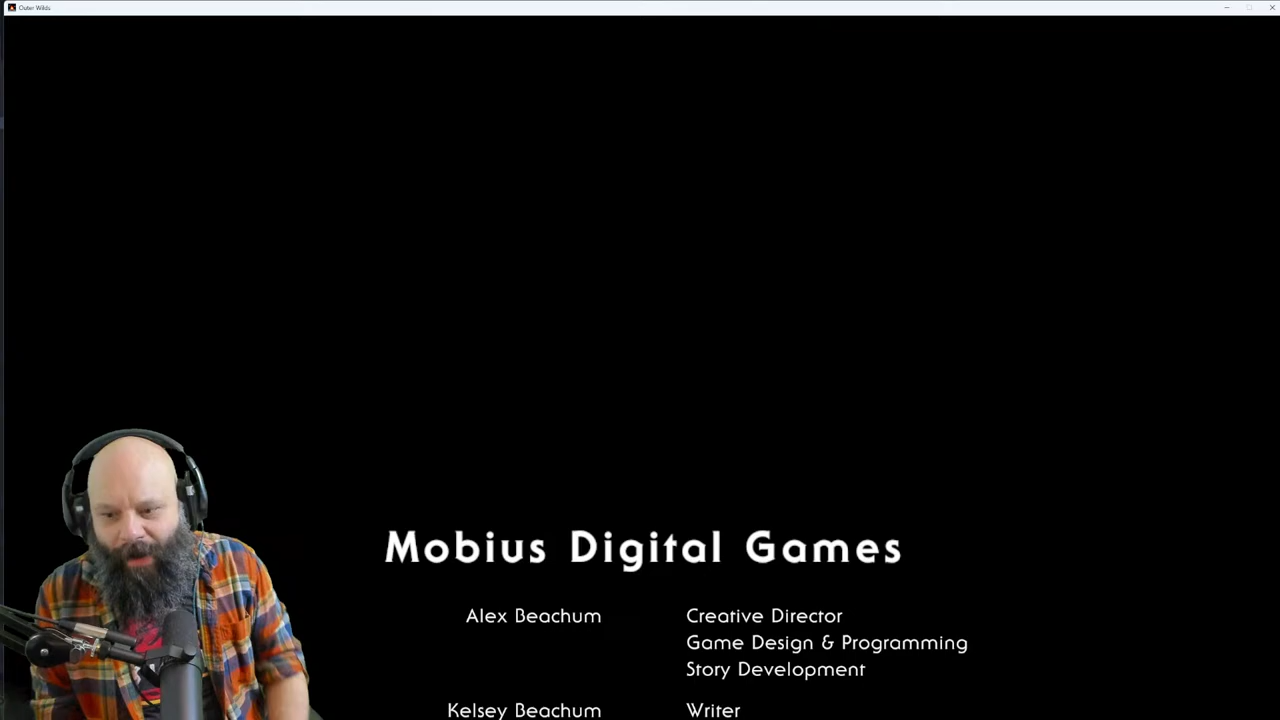 Outer Wilds
Mobius Digital Games
Alex Beachum Creative Director
Game Design & Programming
Story Development
Kelsey Beachum Writer